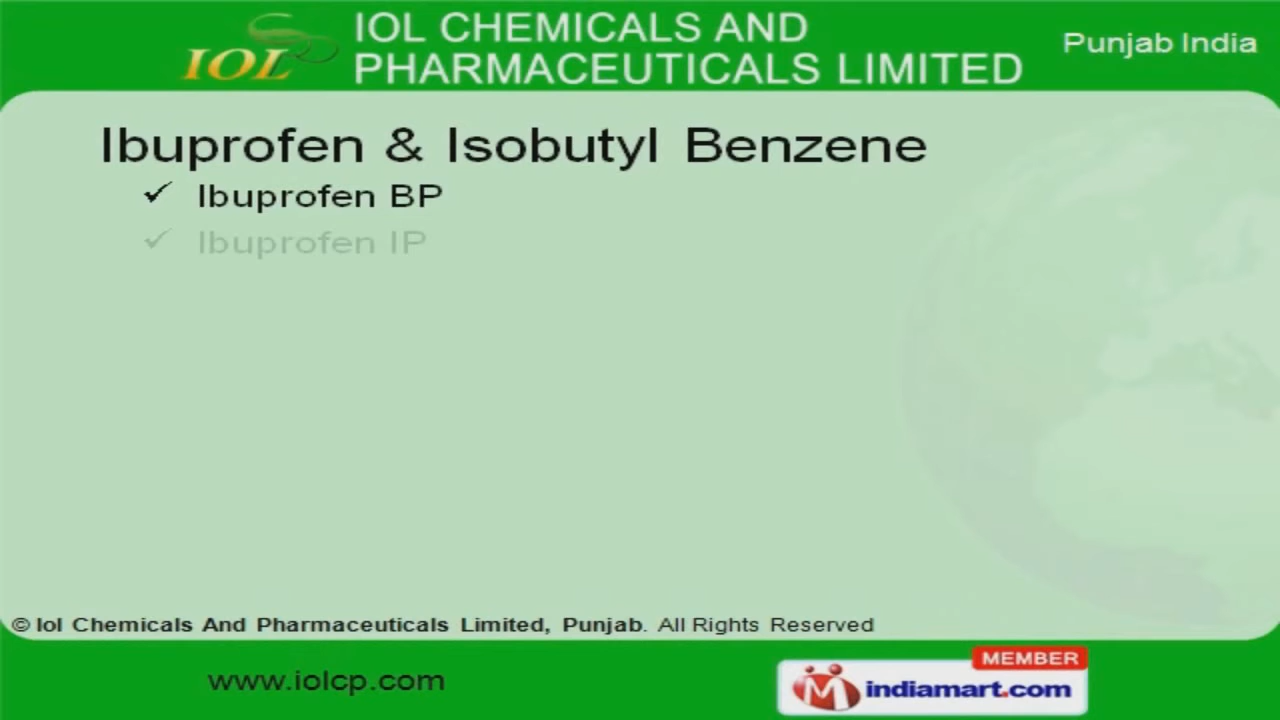 IOL
IOL CHEMICALS AND
PHARMACEUTICALS LIMITED
Punjab India
Ibuprofen & Isobutyl Benzene
✓ Ibuprofen BP
✓ Ibuprofen IP
© Iol Chemicals And Pharmaceuticals Limited, Punjab. All Rights Reserved
www.iolcp.com
MEMBER
indiamart.com